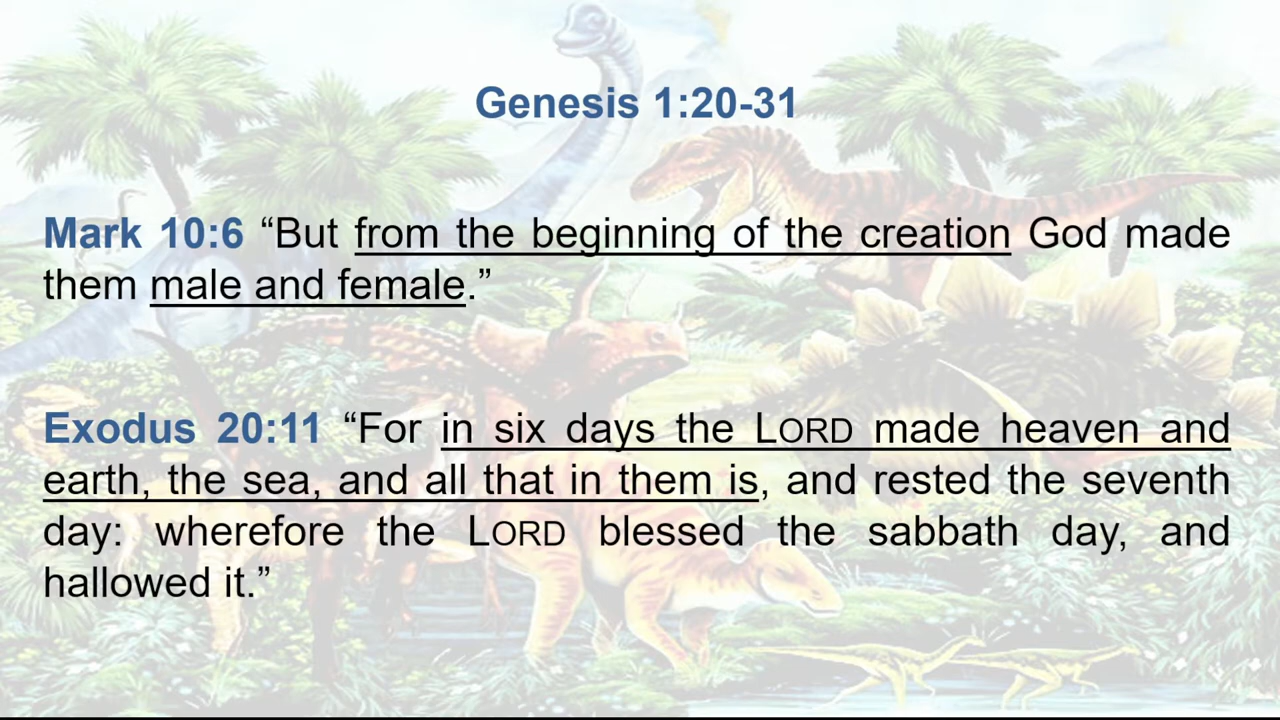 Genesis 1:20-31
Mark 10:6 “But from the beginning of the creation God made
them male and female.”
Exodus 20:11 “For in six days the LORD made heaven and
earth, the sea, and all that in them is, and rested the seventh
day: wherefore the LORD blessed the sabbath day, and
hallowed it.”